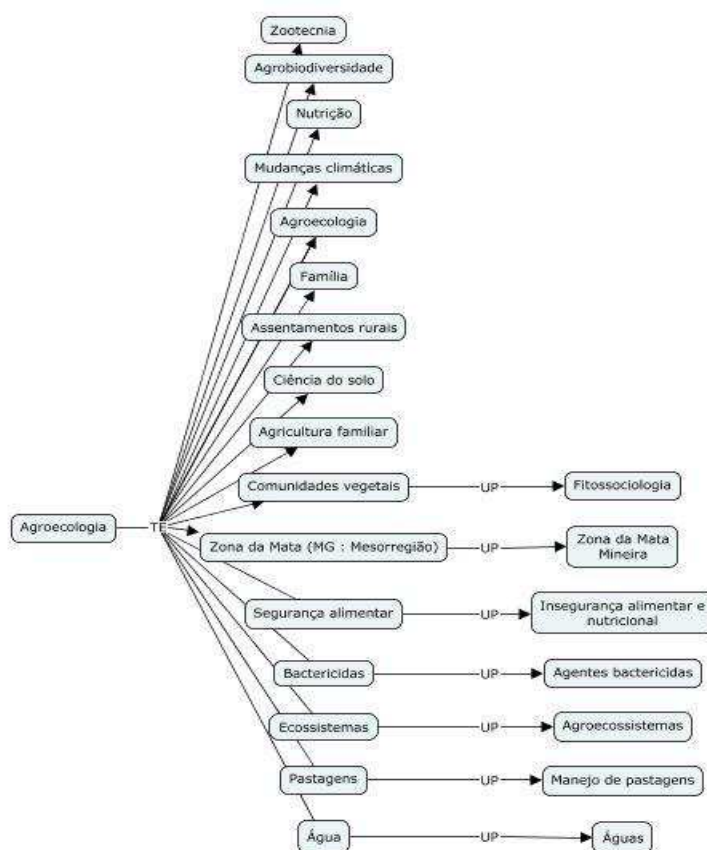 Zootecnia
Agrobiodiversidade
Nutrição
Mudanças climáticas
Agroecologia
Família
Assentamentos rurais
Ciência do solo
Agricultura familiar
Comunidades vegetais UP Fitossociologia
Agroecologia TE
Zona da Mata (MG : Mesorregião) UP Zona da Mata
Mineira
Segurança alimentar UP Insegurança alimentar e
nutricional
Bactericidas UP Agentes bactericidas
Ecossistemas UP Agroecossistemas
Pastagens UP Manejo de pastagens
Água UP Águas